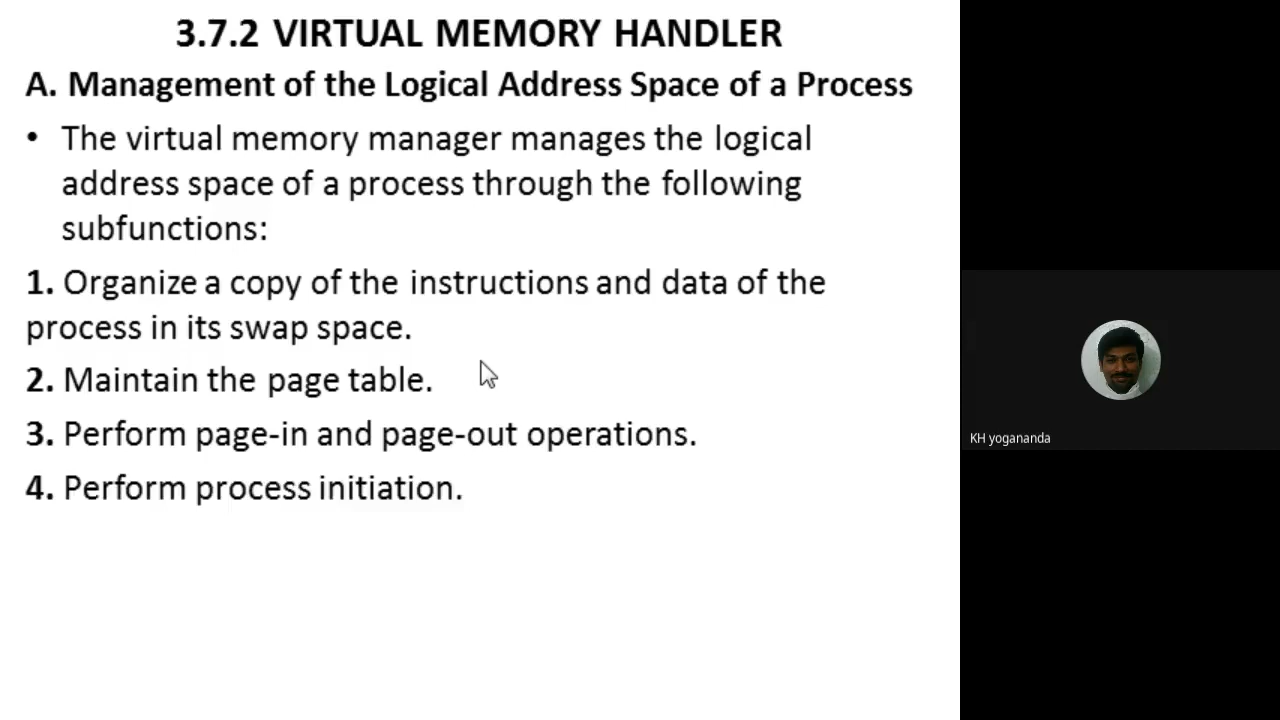 3.7.2 VIRTUAL MEMORY HANDLER
A. Management of the Logical Address Space of a Process
• The virtual memory manager manages the logical
address space of a process through the following
subfunctions:
1. Organize a copy of the instructions and data of the
process in its swap space.
2. Maintain the page table.
3. Perform page-in and page-out operations.
4. Perform process initiation.
KH yogananda